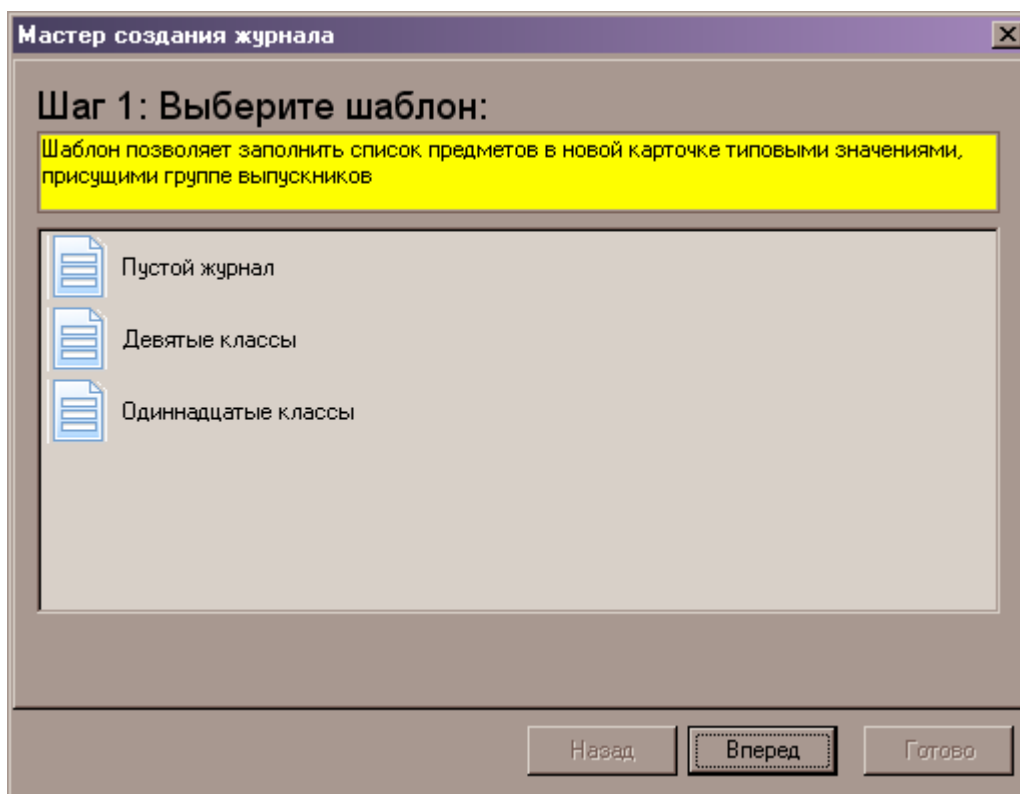 Мастер создания журнала
Шаг 1: Выберите шаблон:
Шаблон позволяет заполнить список предметов в новой карточке типовыми значениями,
присущими группе выпускников
Пустой журнал
Девятые классы
Одиннадцатые классы
Назад
Вперед
Готово